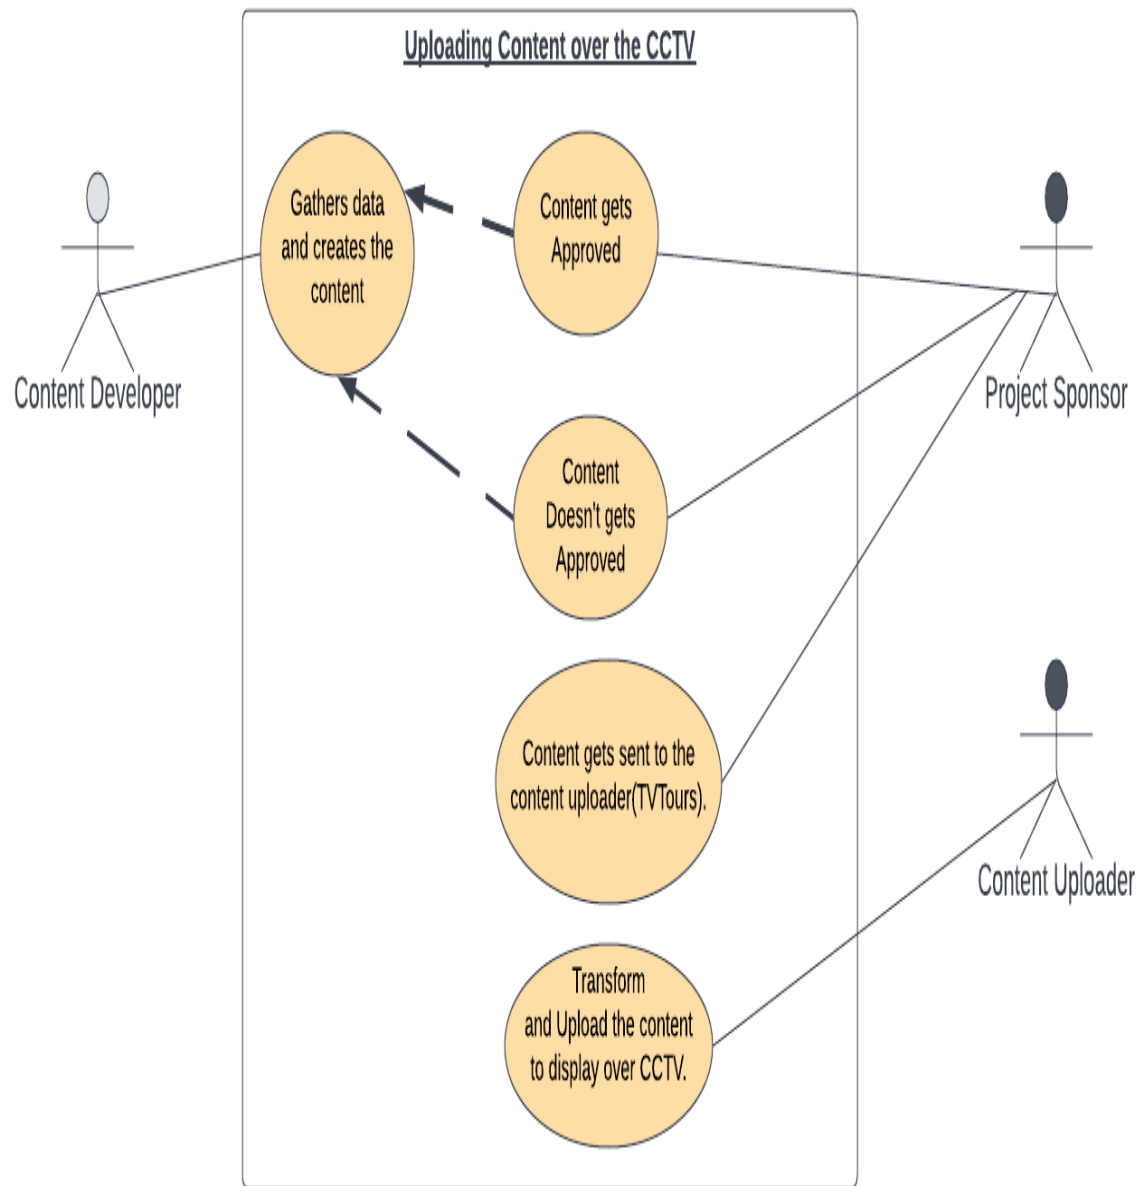 Uploading Content over the CCTV
Gathers data
and creates the
content
Content gets
Approved
Content Developer
Project Sponsor
Content
Doesn't gets
Approved
Content gets sent to the
content uploader(TVTours).
Content Uploader
Transform
and Upload the content
to display over CCTV.